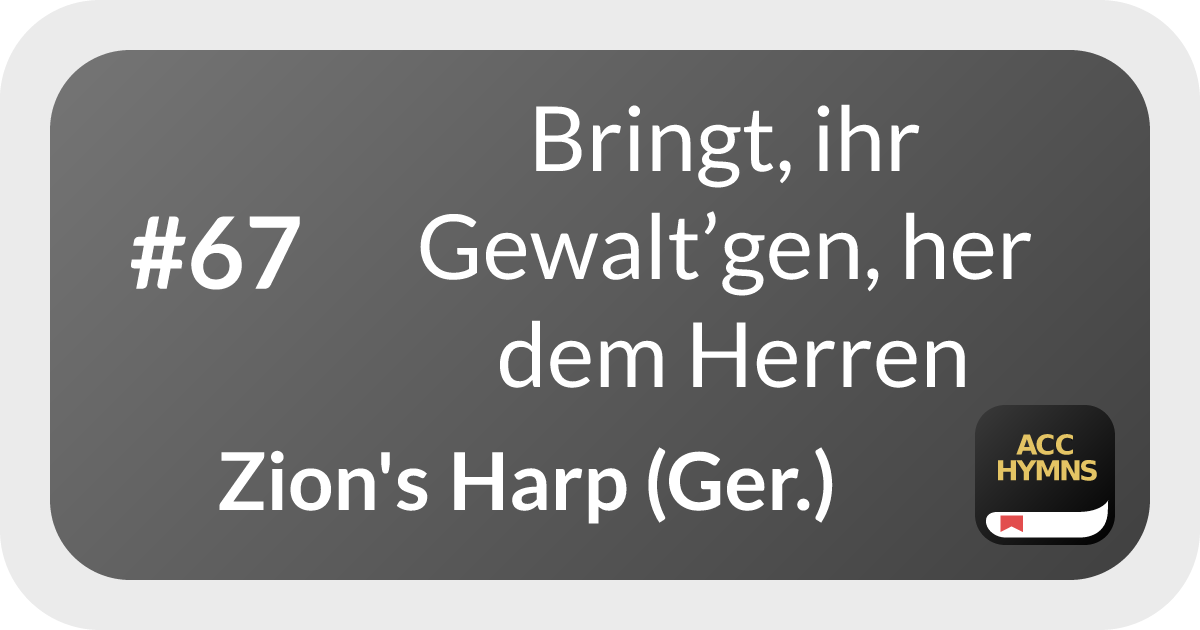 #67
Bringt, ihr
Gewalt’gen, her
dem Herren
Zion's Harp (Ger.)
ACC
HYMNS